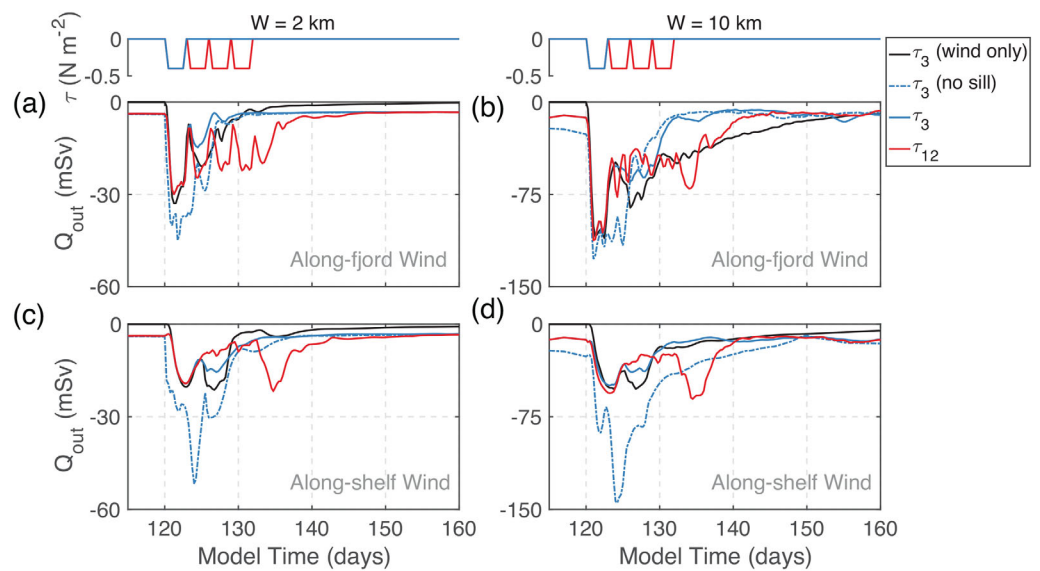 W = 2 km
W = 10 km
τ (N m-2)
0
-0.5
0
-0.5
τ3 (wind only)
τ3 (no sill)
τ3
τ12
(a)
0
-30
-60
Qout (mSv)
Along-fjord Wind
(b)
0
-75
-150
Along-fjord Wind
(c)
0
-30
-60
Qout (mSv)
Along-shelf Wind
120 130 140 150 160
Model Time (days)
(d)
0
-75
-150
Along-shelf Wind
120 130 140 150 160
Model Time (days)